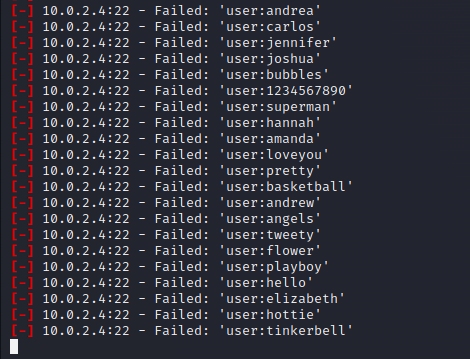 [-] 10.0.2.4:22 - Failed: 'user:andrea'
[-] 10.0.2.4:22 - Failed: 'user:carlos'
[-] 10.0.2.4:22 - Failed: 'user:jennifer'
[-] 10.0.2.4:22 - Failed: 'user:joshua'
[-] 10.0.2.4:22 - Failed: 'user:bubbles'
[-] 10.0.2.4:22 - Failed: 'user:1234567890'
[-] 10.0.2.4:22 - Failed: 'user:superman'
[-] 10.0.2.4:22 - Failed: 'user:hannah'
[-] 10.0.2.4:22 - Failed: 'user:amanda'
[-] 10.0.2.4:22 - Failed: 'user:loveyou'
[-] 10.0.2.4:22 - Failed: 'user:pretty'
[-] 10.0.2.4:22 - Failed: 'user:basketball'
[-] 10.0.2.4:22 - Failed: 'user:andrew'
[-] 10.0.2.4:22 - Failed: 'user:angels'
[-] 10.0.2.4:22 - Failed: 'user:tweety'
[-] 10.0.2.4:22 - Failed: 'user:flower'
[-] 10.0.2.4:22 - Failed: 'user:playboy'
[-] 10.0.2.4:22 - Failed: 'user:hello'
[-] 10.0.2.4:22 - Failed: 'user:elizabeth'
[-] 10.0.2.4:22 - Failed: 'user:hottie'
[-] 10.0.2.4:22 - Failed: 'user:tinkerbell'